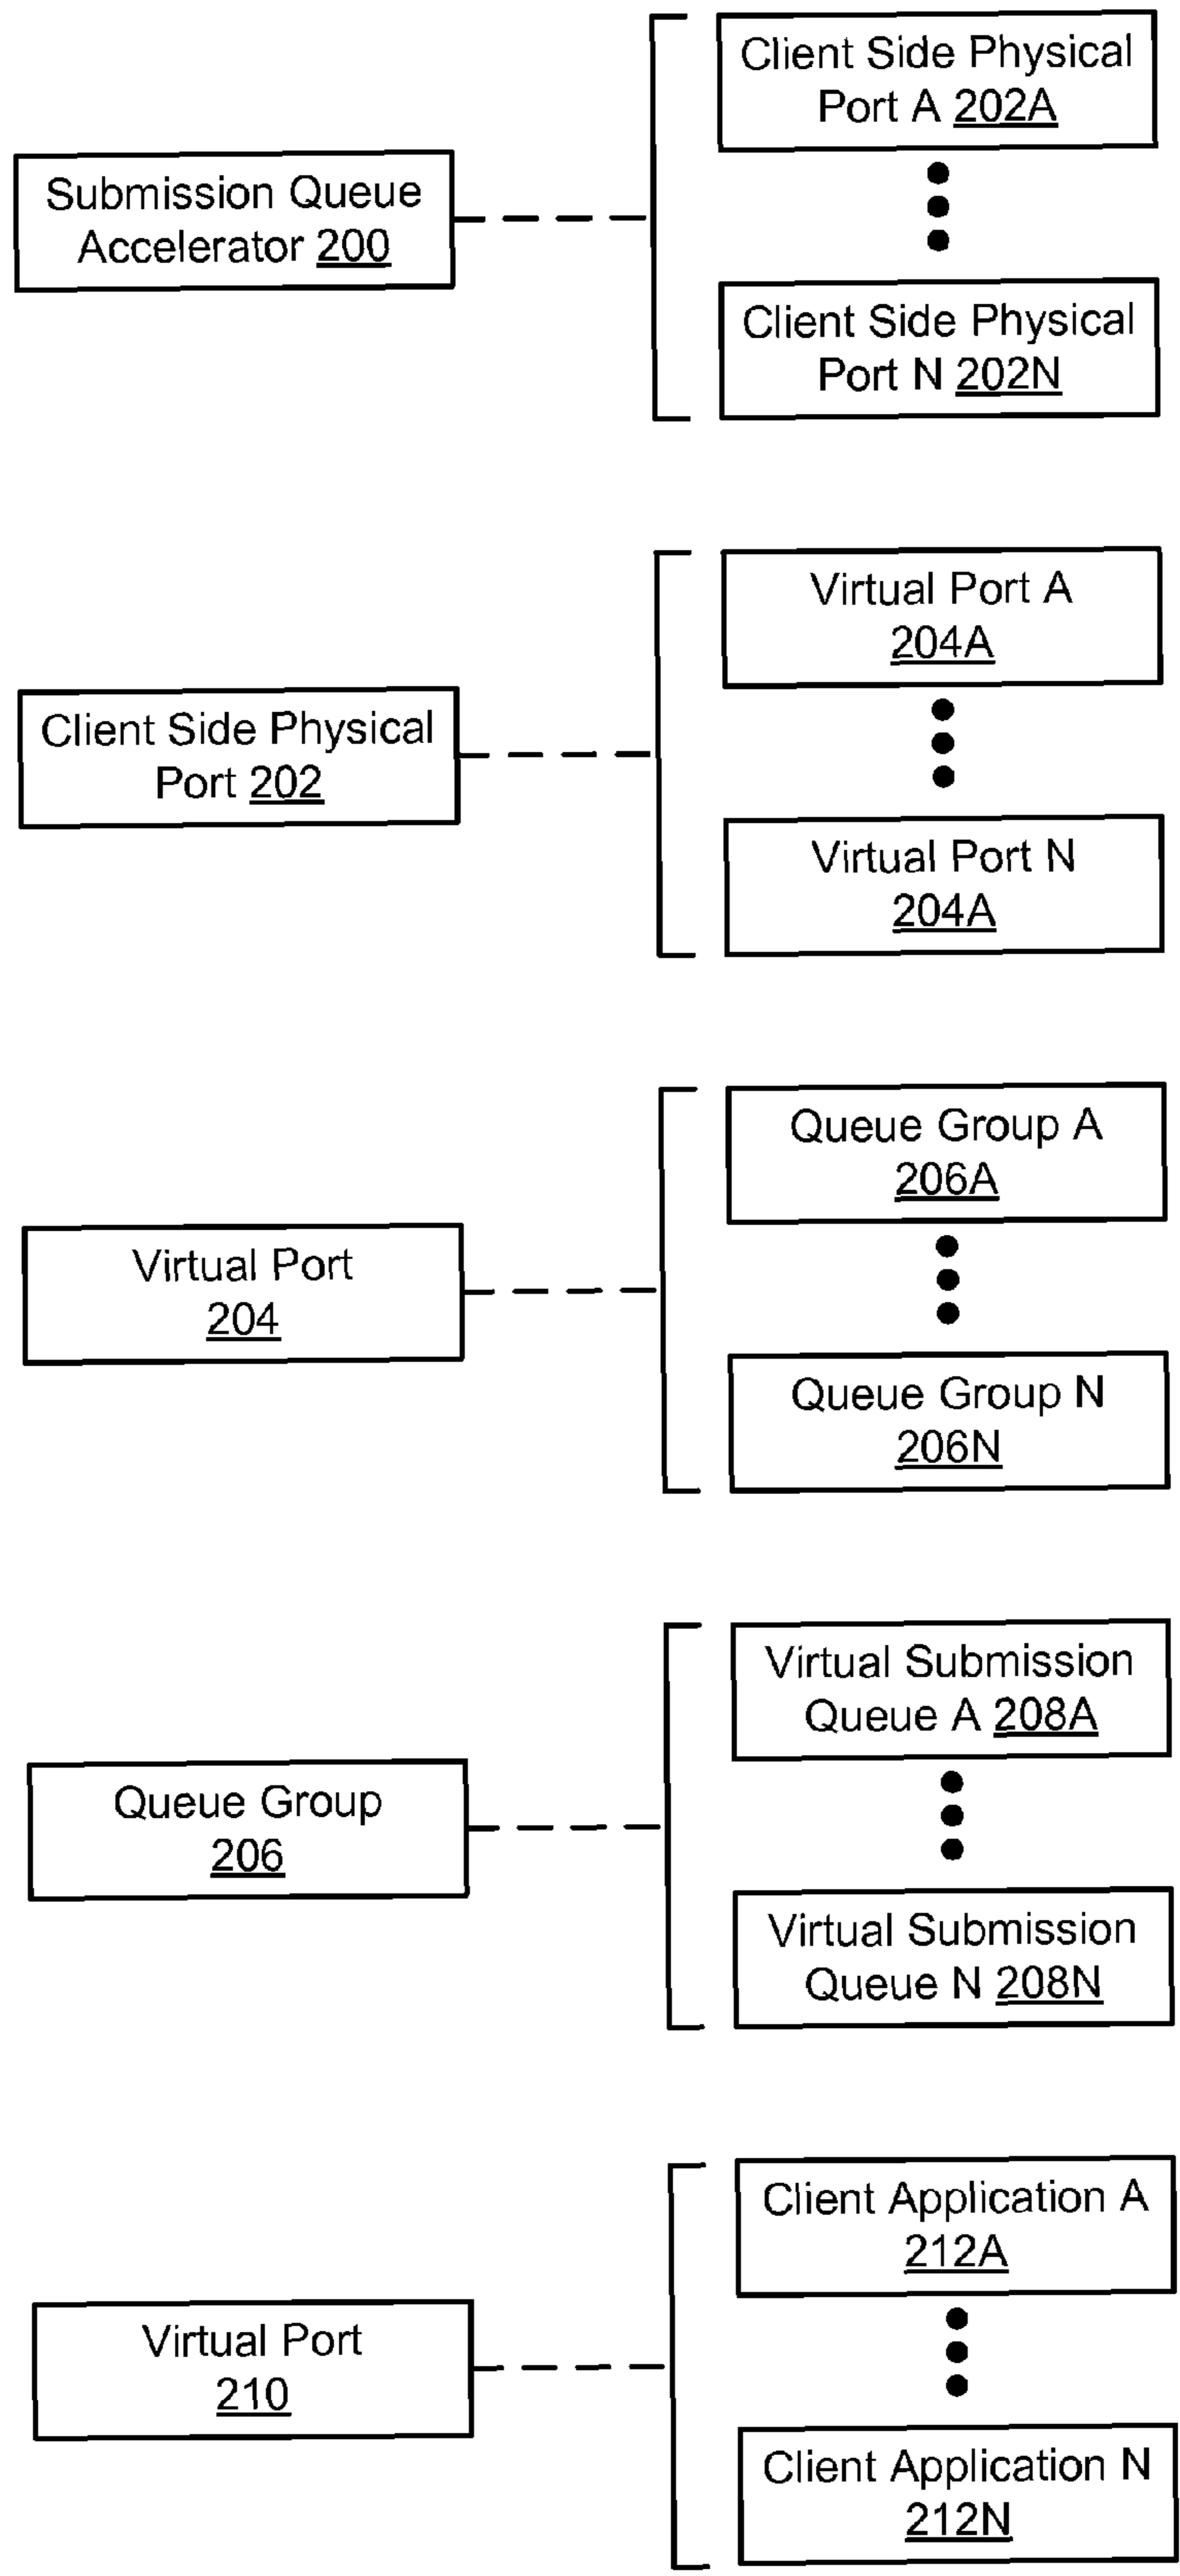 Client Side Physical
Port A 202A
Submission Queue
Accelerator 200
Client Side Physical
Port N 202N
Virtual Port A
204A
Client Side Physical
Port 202
Virtual Port N
204A
Queue Group A
206A
Virtual Port
204
Queue Group N
206N
Virtual Submission
Queue A 208A
Queue Group
206
Virtual Submission
Queue N 208N
Client Application A
212A
Virtual Port
210
Client Application N
212N